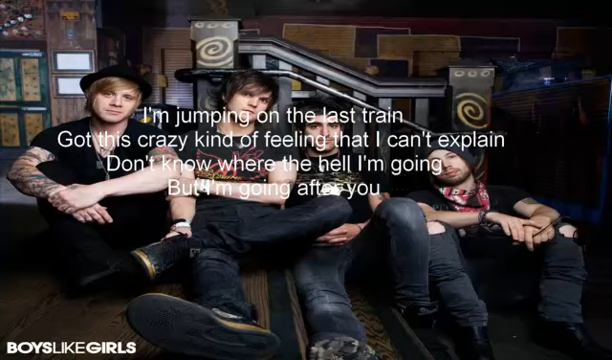 I'm jumping on the last train
Got this crazy kind of feeling that I can't explain
Don't know where the hell I'm going
But I'm going after you
BOYSLIKEGIRLS